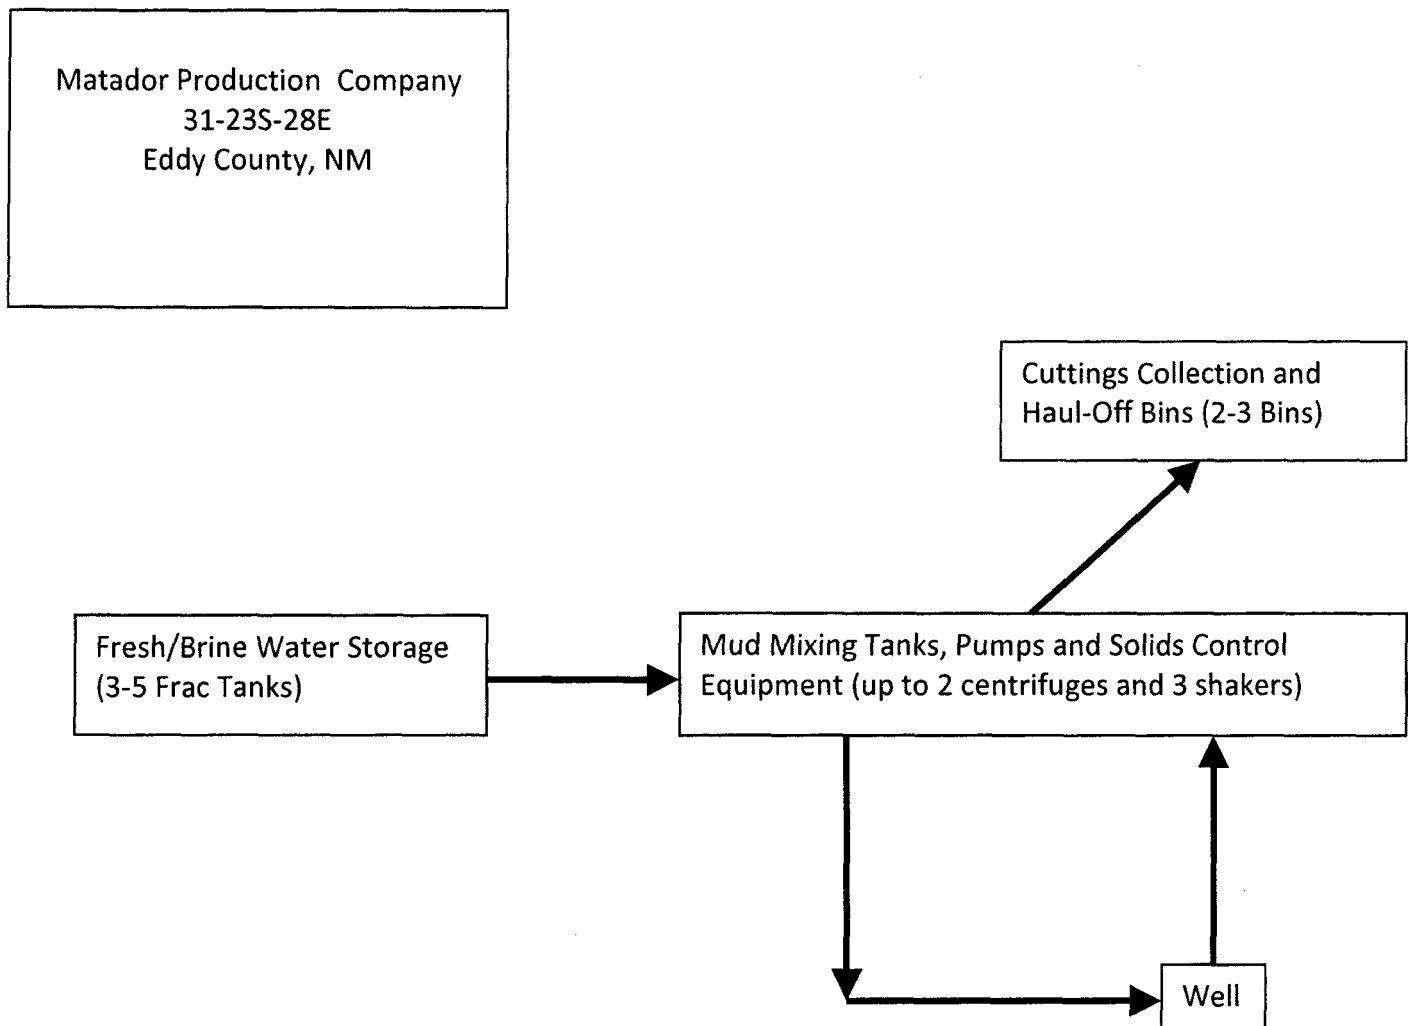 Matador Production Company
31-23S-28E
Eddy County, NM
Cuttings Collection and
Haul-Off Bins (2-3 Bins)
Fresh/Brine Water Storage
(3-5 Frac Tanks)
Mud Mixing Tanks, Pumps and Solids Control
Equipment (up to 2 centrifuges and 3 shakers)
Well